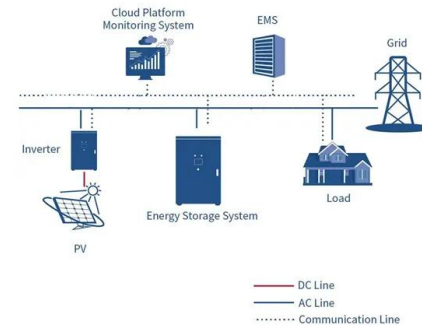 Cloud Platform
Monitoring System
EMS
Grid
Inverter
Energy Storage System
Load
PV
DC Line
AC Line
Communication Line